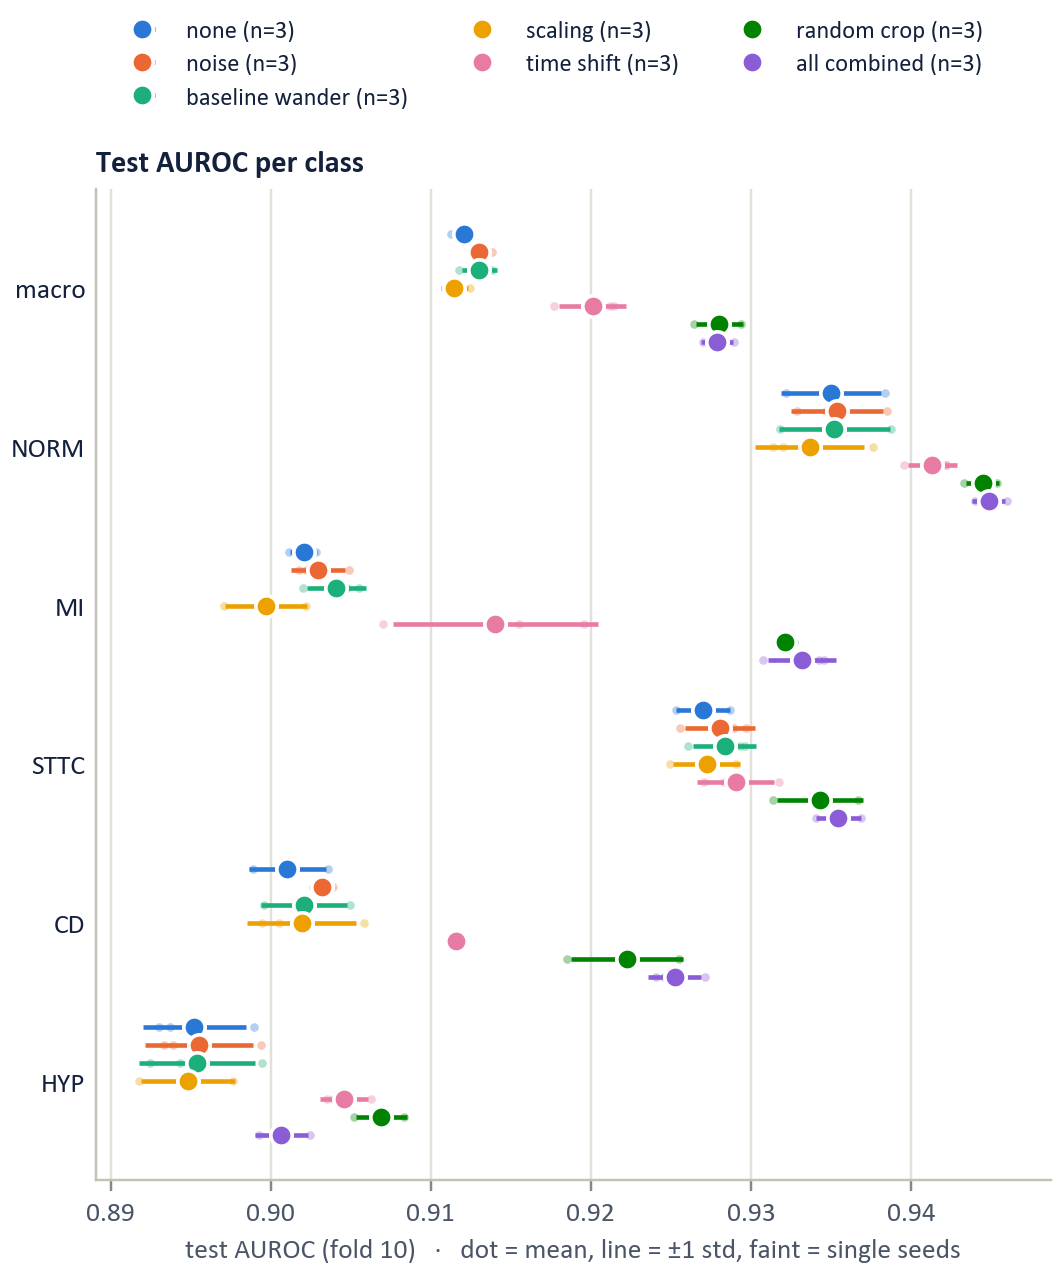 none (n=3)
scaling (n=3)
random crop (n=3)
noise (n=3)
time shift (n=3)
all combined (n=3)
baseline wander (n=3)
Test AUROC per class
macro
NORM
MI
STTC
CD
HYP
0.89 0.90 0.91 0.92 0.93 0.94
test AUROC (fold 10) · dot = mean, line = ±1 std, faint = single seeds